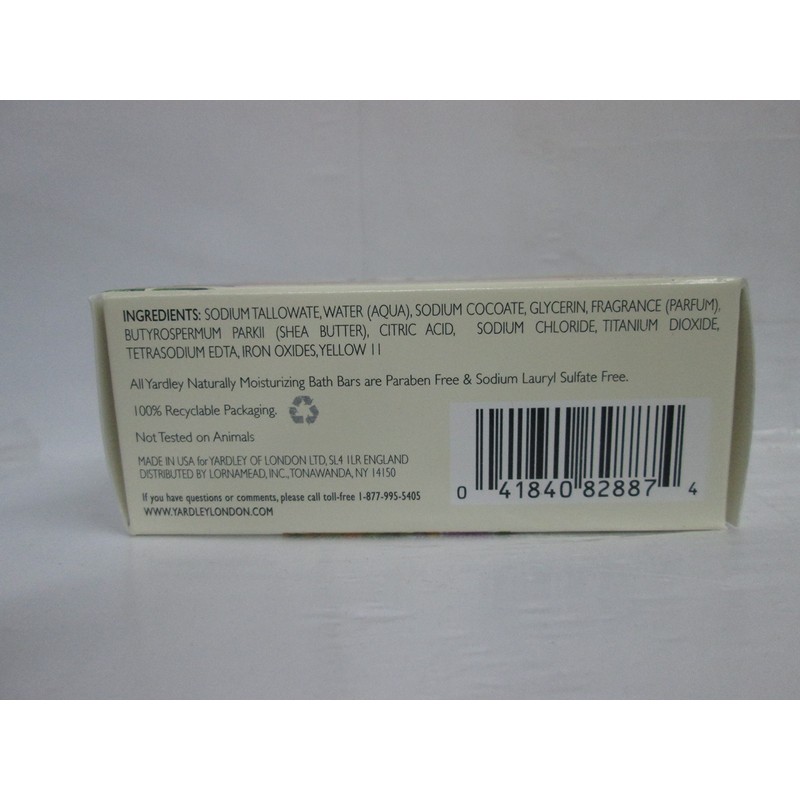 INGREDIENTS: SODIUM TALLOWATE, WATER (AQUA), SODIUM COCOATE, GLYCERIN, FRAGRANCE (PARFUM),
BUTYROSPERMUM PARKII (SHEA BUTTER), CITRIC ACID, SODIUM CHLORIDE, TITANIUM DIOXIDE,
TETRASODIUM EDTA, IRON OXIDES, YELLOW 11
All Yardley Naturally Moisturizing Bath Bars are Paraben Free & Sodium Lauryl Sulfate Free.
100% Recyclable Packaging.
Not Tested on Animals
MADE IN USA for YARDLEY OF LONDON LTD, SL4 1LR ENGLAND
DISTRIBUTED BY LORNAMEAD, INC., TONAWANDA, NY 14150
If you have questions or comments, please call toll-free 1-877-995-5405
WWW.YARDLEYLONDON.COM
0 41840 82887 4